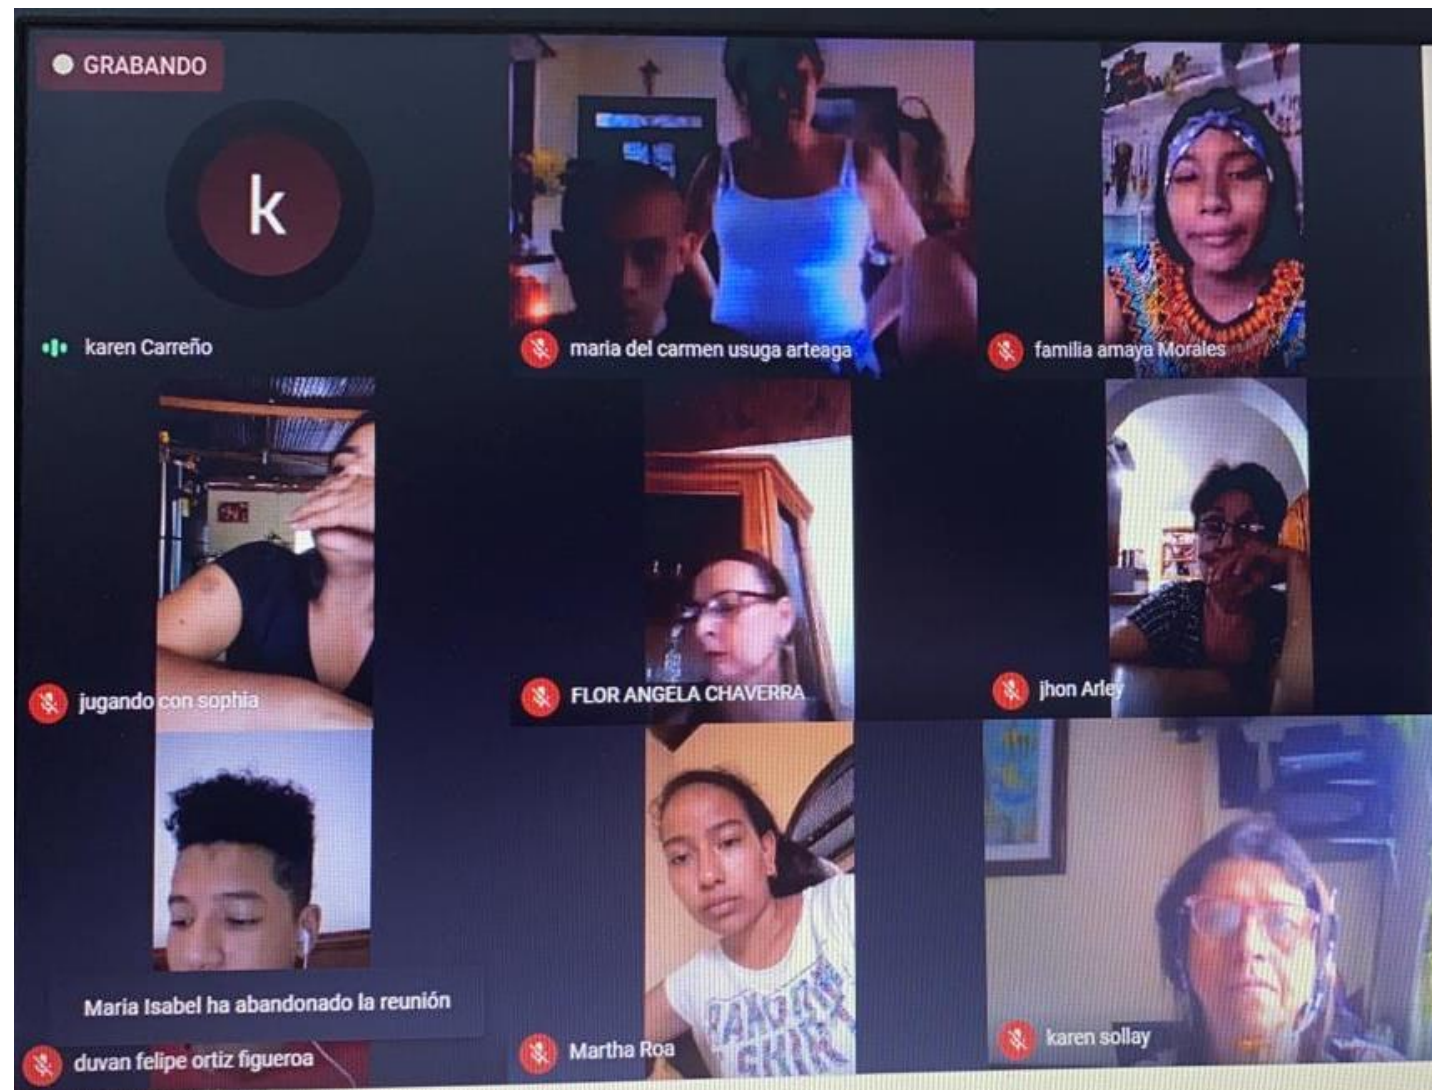 GRABANDO
k
karen Carreño
maria del carmen usuga arteaga
familia amaya Morales
jugando con sophia
FLOR ANGELA CHAVERRA
jhon Arley
Maria Isabel ha abandonado la reunión
duvan felipe ortiz figueroa
Martha Roa
karen sollay